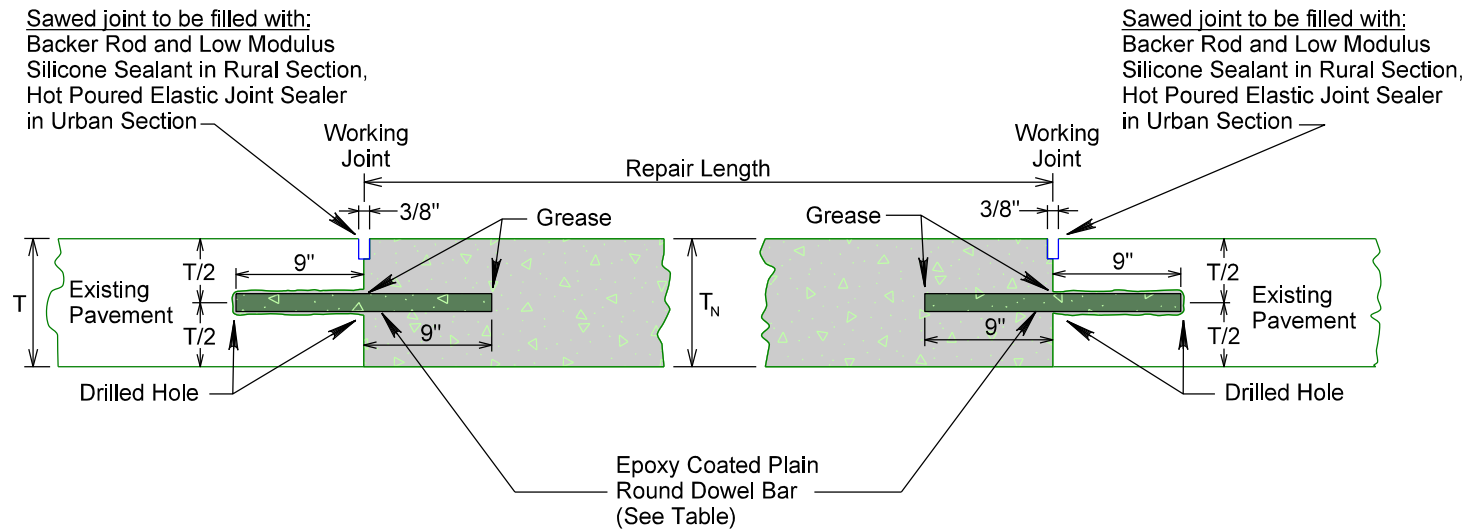 Sawed joint to be filled with:
Backer Rod and Low Modulus
Silicone Sealant in Rural Section,
Hot Poured Elastic Joint Sealer
in Urban Section
Sawed joint to be filled with:
Backer Rod and Low Modulus
Silicone Sealant in Rural Section,
Hot Poured Elastic Joint Sealer
in Urban Section
Working
Joint
Repair Length
Working
Joint
3/8"
Grease
Grease
3/8"
T
T/2
T/2
Existing
Pavement
9"
9"
TN
9"
9"
T/2
T/2
Existing
Pavement
Drilled Hole
Drilled Hole
Epoxy Coated Plain
Round Dowel Bar
(See Table)